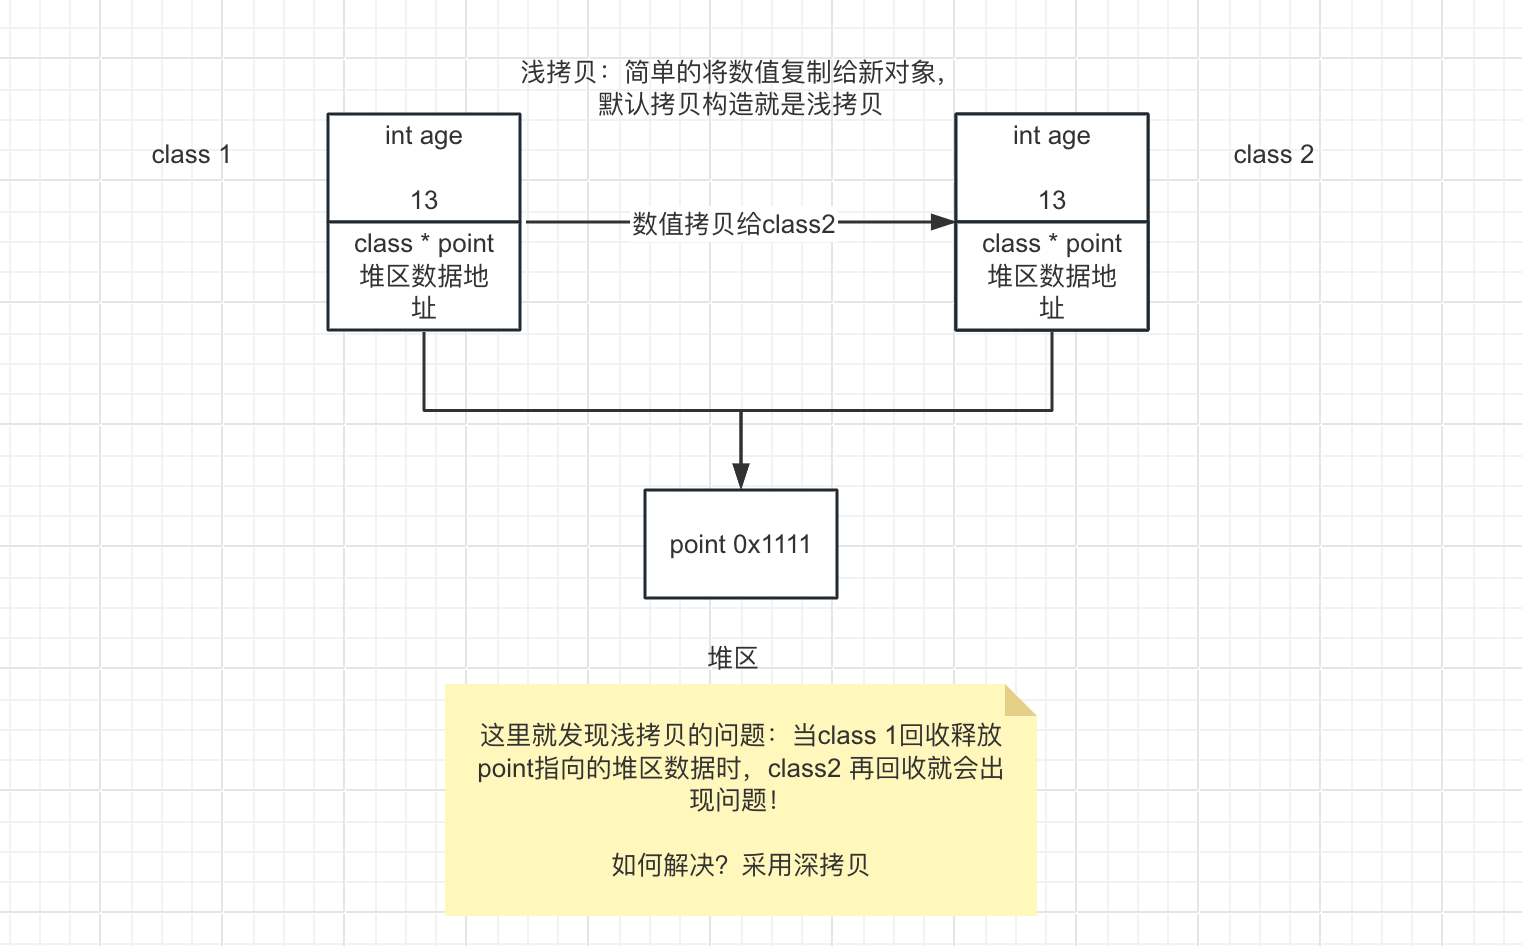 浅拷贝：简单的将数值复制给新对象，
默认拷贝构造就是浅拷贝
class 1
int age
13
class * point
堆区数据地
址
数值拷贝给class2
int age
13
class * point
堆区数据地
址
class 2
point 0x1111
堆区
这里就发现浅拷贝的问题：当class 1回收释放
point指向的堆区数据时，class2 再回收就会出
现问题！
如何解决？采用深拷贝